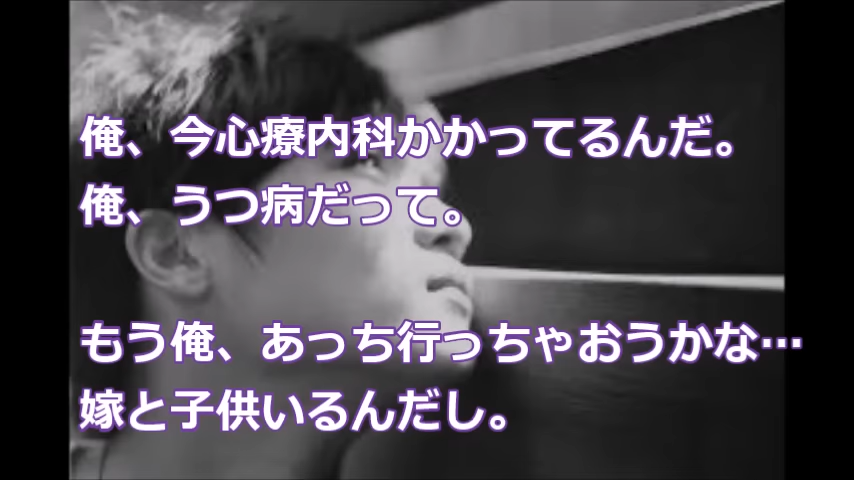 俺、今心療内科かかってるんだ。
俺、うつ病だって。
もう俺、あっち行っちゃおうかな…
嫁と子供いるんだし。